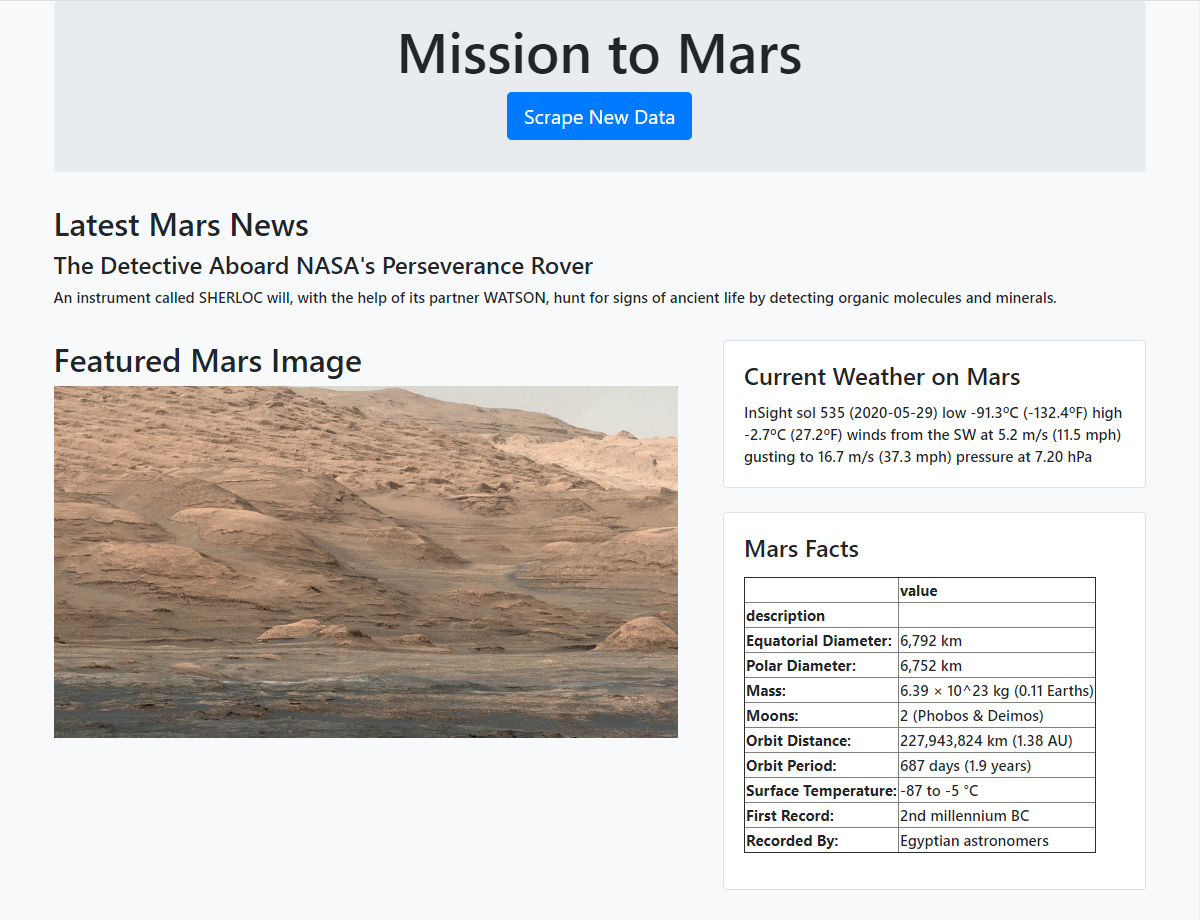 Mission to Mars
Scrape New Data
Latest Mars News
The Detective Aboard NASA's Perseverance Rover
An instrument called SHERLOC will, with the help of its partner WATSON, hunt for signs of ancient life by detecting organic molecules and minerals.
Featured Mars Image
Current Weather on Mars
InSight sol 535 (2020-05-29) low -91.3ºC (-132.4ºF) high
-2.7ºC (27.2ºF) winds from the SW at 5.2 m/s (11.5 mph)
gusting to 16.7 m/s (37.3 mph) pressure at 7.20 hPa
Mars Facts
value
description
Equatorial Diameter: 6,792 km
Polar Diameter: 6,752 km
Mass: 6.39 × 10^23 kg (0.11 Earths)
Moons: 2 (Phobos & Deimos)
Orbit Distance: 227,943,824 km (1.38 AU)
Orbit Period: 687 days (1.9 years)
Surface Temperature: -87 to -5 °C
First Record: 2nd millennium BC
Recorded By: Egyptian astronomers